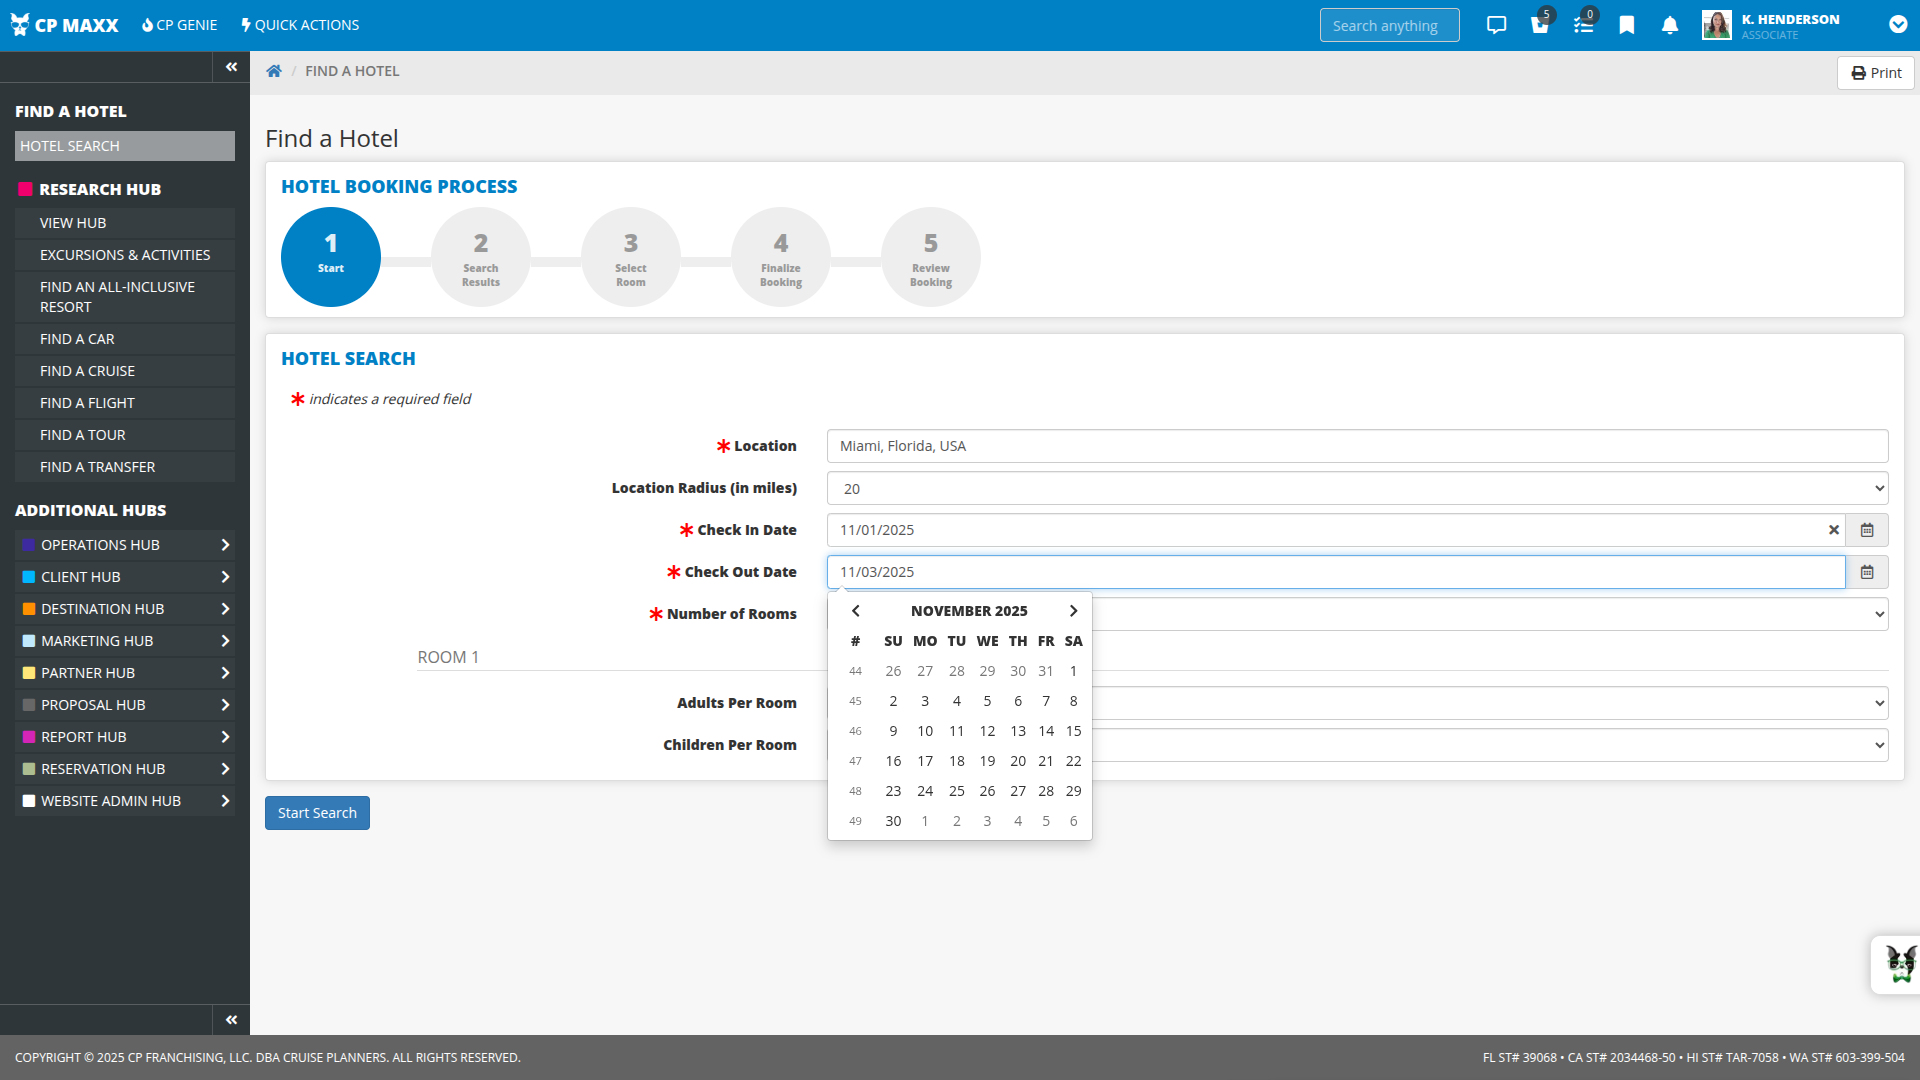 CP MAXX
CP GENIE
QUICK ACTIONS
Search anything
5
0
K. HENDERSON
ASSOCIATE
FIND A HOTEL
Print
FIND A HOTEL
HOTEL SEARCH
RESEARCH HUB
VIEW HUB
EXCURSIONS & ACTIVITIES
FIND AN ALL-INCLUSIVE
RESORT
FIND A CAR
FIND A CRUISE
FIND A FLIGHT
FIND A TOUR
FIND A TRANSFER
ADDITIONAL HUBS
OPERATIONS HUB
CLIENT HUB
DESTINATION HUB
MARKETING HUB
PARTNER HUB
PROPOSAL HUB
REPORT HUB
RESERVATION HUB
WEBSITE ADMIN HUB
Find a Hotel
HOTEL BOOKING PROCESS
1
Start
2
Search
Results
3
Select
Room
4
Finalize
Booking
5
Review
Booking
HOTEL SEARCH
* indicates a required field
* Location
Miami, Florida, USA
Location Radius (in miles)
20
* Check In Date
11/01/2025
* Check Out Date
11/03/2025
* Number of Rooms
ROOM 1
Adults Per Room
Children Per Room
NOVEMBER 2025
# SU MO TU WE TH FR SA
44 26 27 28 29 30 31 1
45 2 3 4 5 6 7 8
46 9 10 11 12 13 14 15
47 16 17 18 19 20 21 22
48 23 24 25 26 27 28 29
49 30 1 2 3 4 5 6
Start Search
COPYRIGHT © 2025 CP FRANCHISING, LLC. DBA CRUISE PLANNERS. ALL RIGHTS RESERVED.
FL ST# 39068 • CA ST# 2034468-50 • HI ST# TAR-7058 • WA ST# 603-399-504